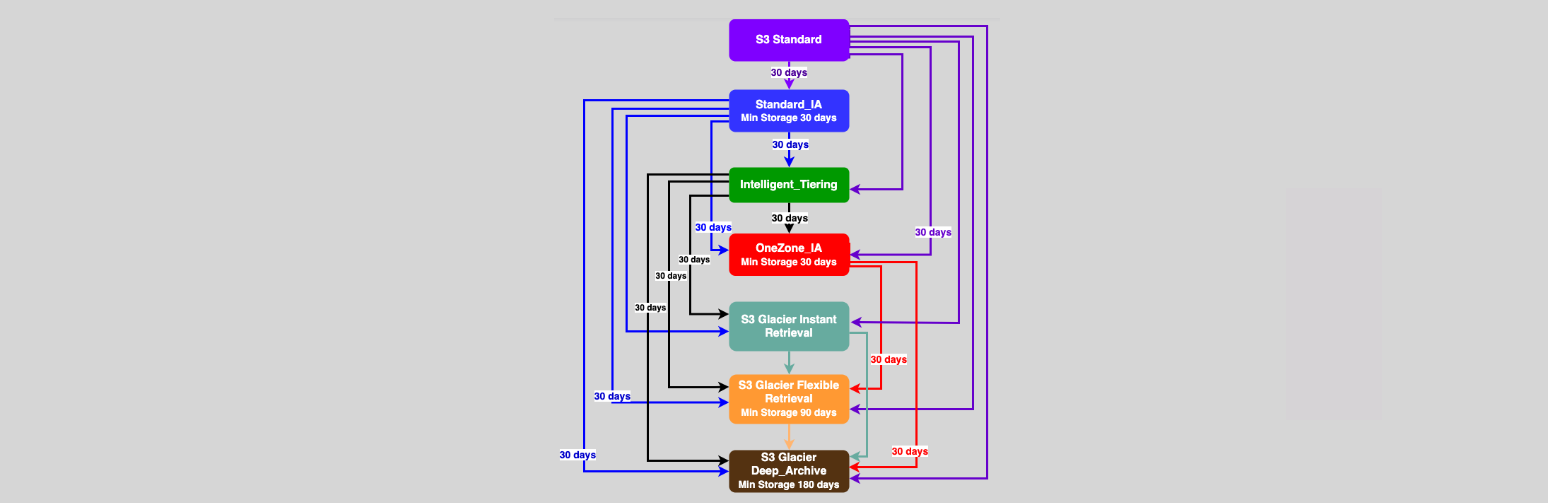 S3 Standard
30 days
Standard_IA
Min Storage 30 days
30 days
Intelligent_Tiering
30 days
30 days
30 days
OneZone_IA
Min Storage 30 days
30 days
30 days
30 days
S3 Glacier Instant
Retrieval
30 days
S3 Glacier Flexible
Retrieval
Min Storage 90 days
30 days
30 days
30 days
S3 Glacier
Deep_Archive
Min Storage 180 days